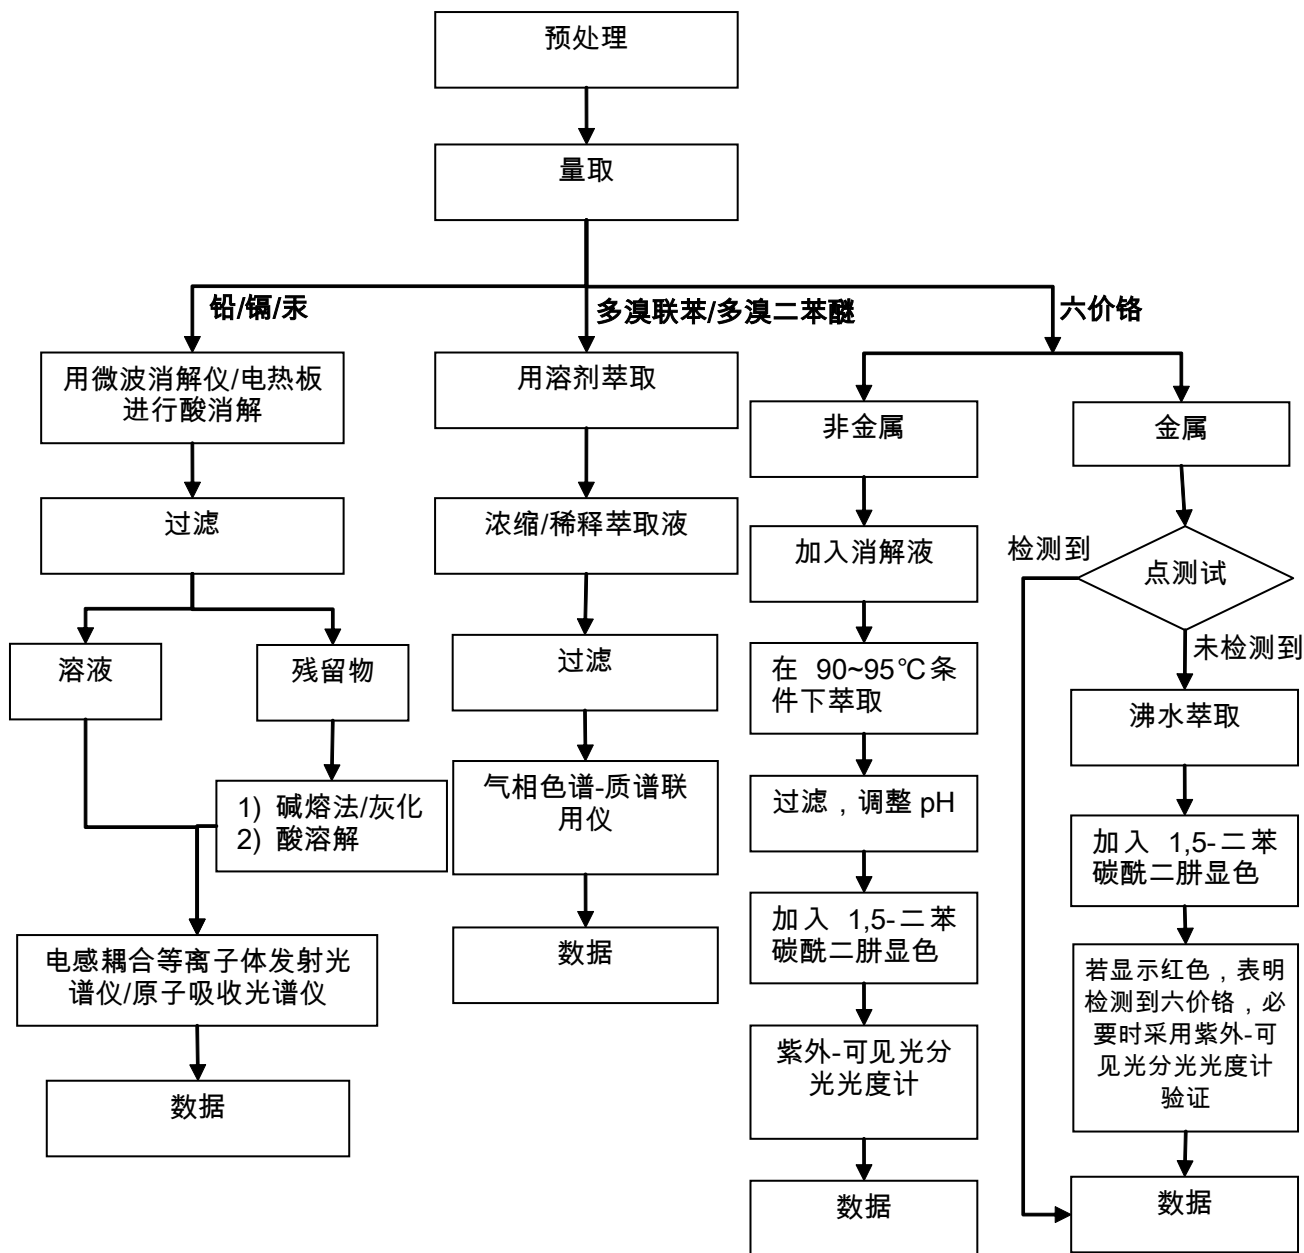 预处理
量取
铅/镉/汞
多溴联苯/多溴二苯醚
六价铬
用微波消解仪/电热板
进行酸消解
过滤
溶液
残留物
1) 碱熔法/灰化
2) 酸溶解
电感耦合等离子体发射光
谱仪/原子吸收光谱仪
数据
用溶剂萃取
浓缩/稀释萃取液
过滤
气相色谱-质谱联
用仪
数据
非金属
加入消解液
在 90~95℃条
件下萃取
过滤，调整 pH
加入 1,5-二苯
碳酰二肼显色
紫外-可见光分
光光度计
数据
金属
检测到
点测试
未检测到
沸水萃取
加入 1,5-二苯
碳酰二肼显色
若显示红色，表明
检测到六价铬，必
要时采用紫外-可
见光分光光度计
验证
数据